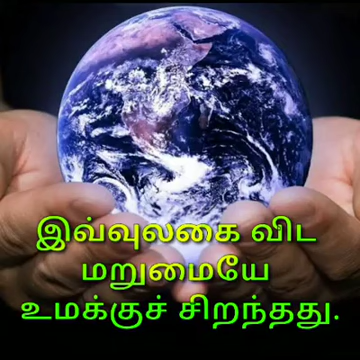 இவ்வுலகை விட
மறுமையே
உமக்குச் சிறந்தது.